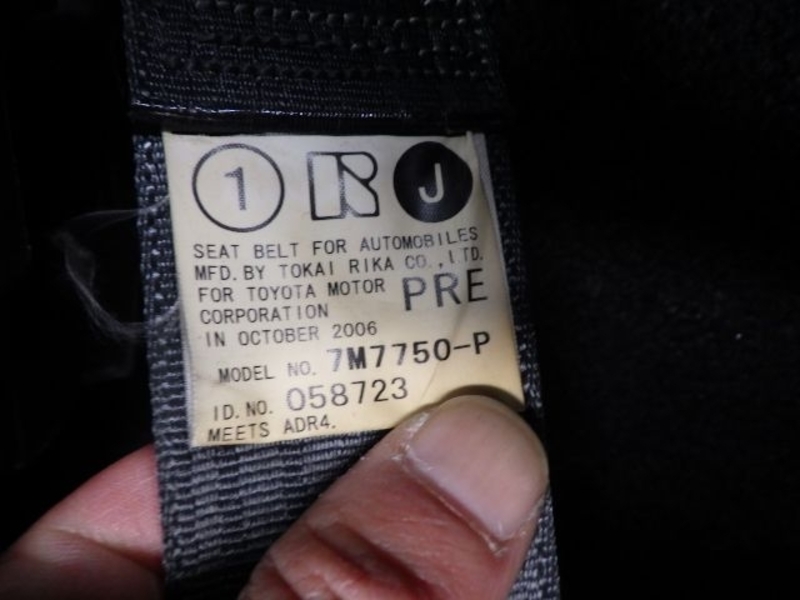 1 R J
SEAT BELT FOR AUTOMOBILES
MFD. BY TOKAI RIKA CO.,LTD.
FOR TOYOTA MOTOR PRE
CORPORATION
IN OCTOBER 2006
MODEL NO. 7M7750-P
ID. NO. 058723
MEETS ADR4.